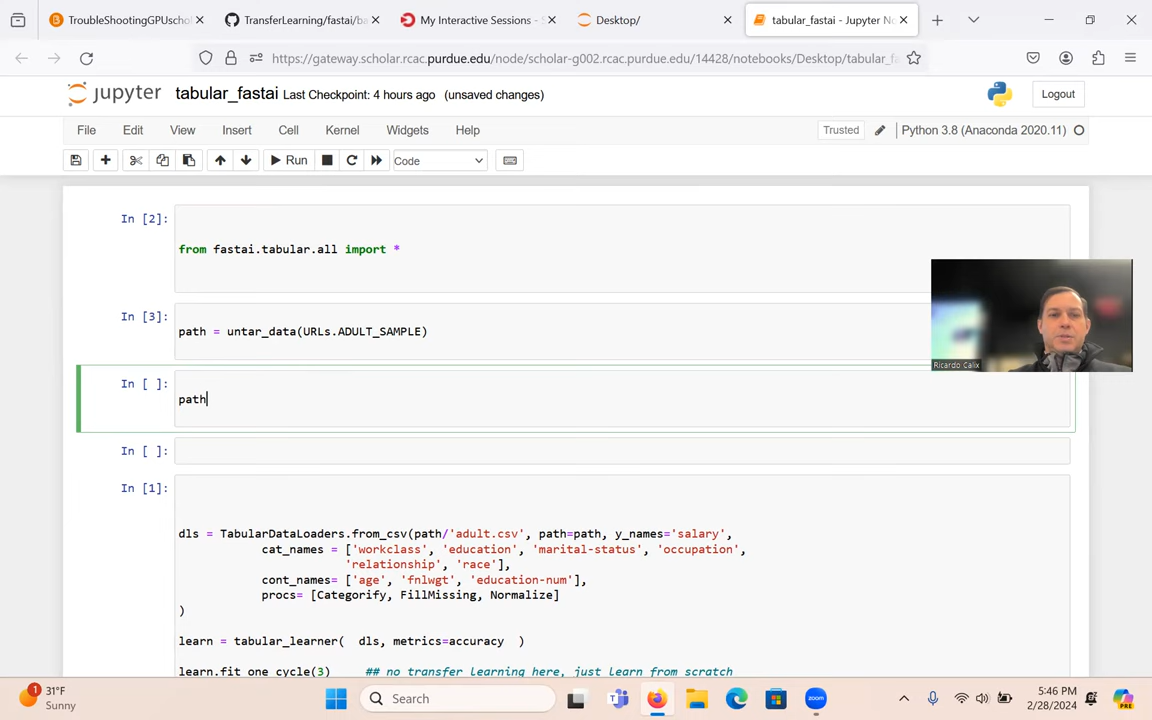 TroubleShootingGPUschol
TransferLearning/fastai/ba
My Interactive Sessions - S
Desktop/
tabular_fastai - Jupyter No
https://gateway.scholar.rcac.purdue.edu/node/scholar-g002.rcac.purdue.edu/14428/notebooks/Desktop/tabular_fa
jupyter
tabular_fastai Last Checkpoint: 4 hours ago (unsaved changes)
Logout
File Edit View Insert Cell Kernel Widgets Help
Trusted
Python 3.8 (Anaconda 2020.11)
Run
Code
In [2]:
from fastai.tabular.all import *
In [3]:
path = untar_data(URLs.ADULT_SAMPLE)
Ricardo Calix
In [ ]:
path
In [ ]:
In [1]:
dls = TabularDataLoaders.from_csv(path/'adult.csv', path=path, y_names='salary',
cat_names = ['workclass', 'education', 'marital-status', 'occupation',
'relationship', 'race'],
cont_names= ['age', 'fnlwgt', 'education-num'],
procs= [Categorify, FillMissing, Normalize]
)
learn = tabular_learner( dls, metrics=accuracy )
learn.fit_one_cycle(3) ## no transfer learning here, just learn from scratch
1
31°F
Sunny
Search
zoom
PRE
5:46 PM
2/28/2024